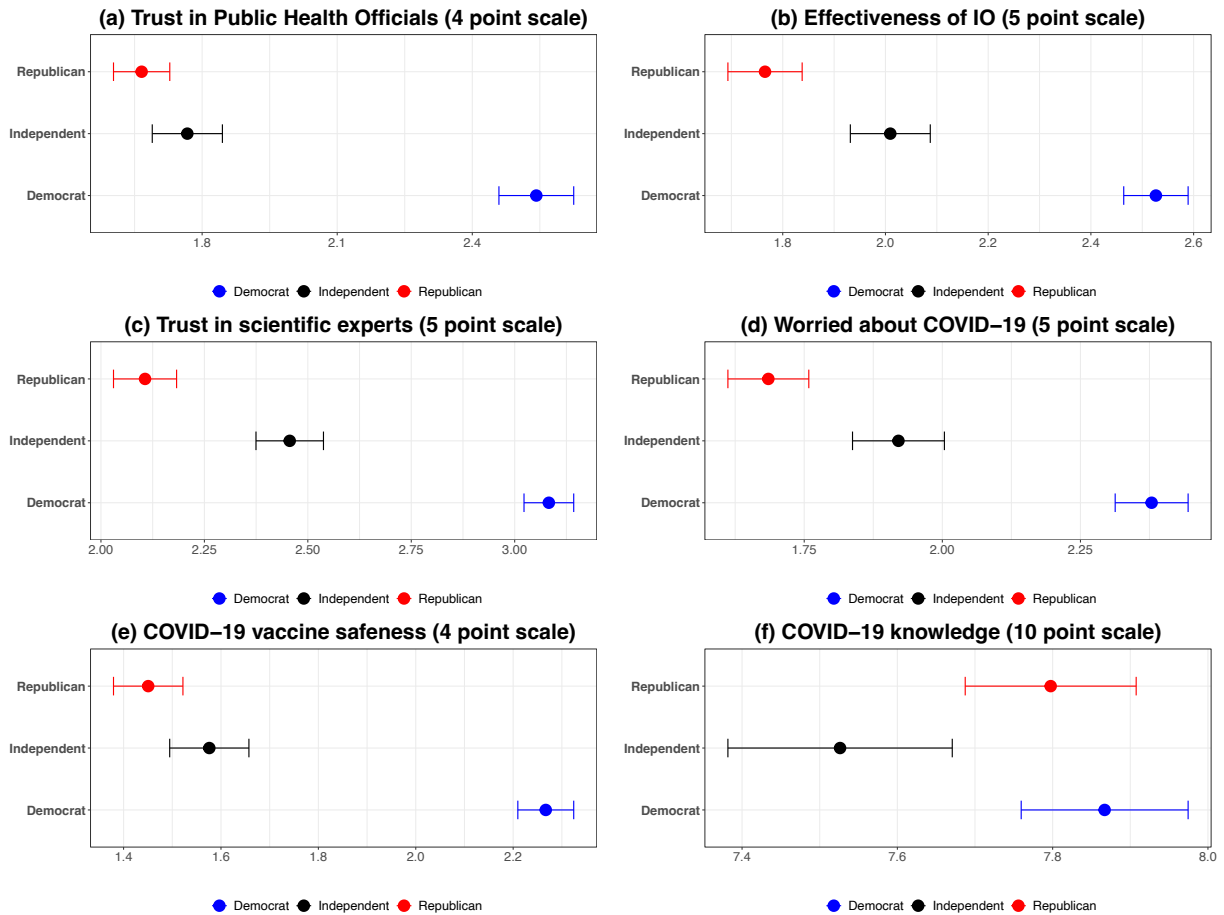 (a) Trust in Public Health Officials (4 point scale)
Republican
Independent
Democrat
1.8 2.1 2.4
Democrat Independent Republican
(b) Effectiveness of IO (5 point scale)
Republican
Independent
Democrat
1.8 2.0 2.2 2.4 2.6
Democrat Independent Republican
(c) Trust in scientific experts (5 point scale)
Republican
Independent
Democrat
2.00 2.25 2.50 2.75 3.00
Democrat Independent Republican
(d) Worried about COVID−19 (5 point scale)
Republican
Independent
Democrat
1.75 2.00 2.25
Democrat Independent Republican
(e) COVID−19 vaccine safeness (4 point scale)
Republican
Independent
Democrat
1.4 1.6 1.8 2.0 2.2
Democrat Independent Republican
(f) COVID−19 knowledge (10 point scale)
Republican
Independent
Democrat
7.4 7.6 7.8 8.0
Democrat Independent Republican